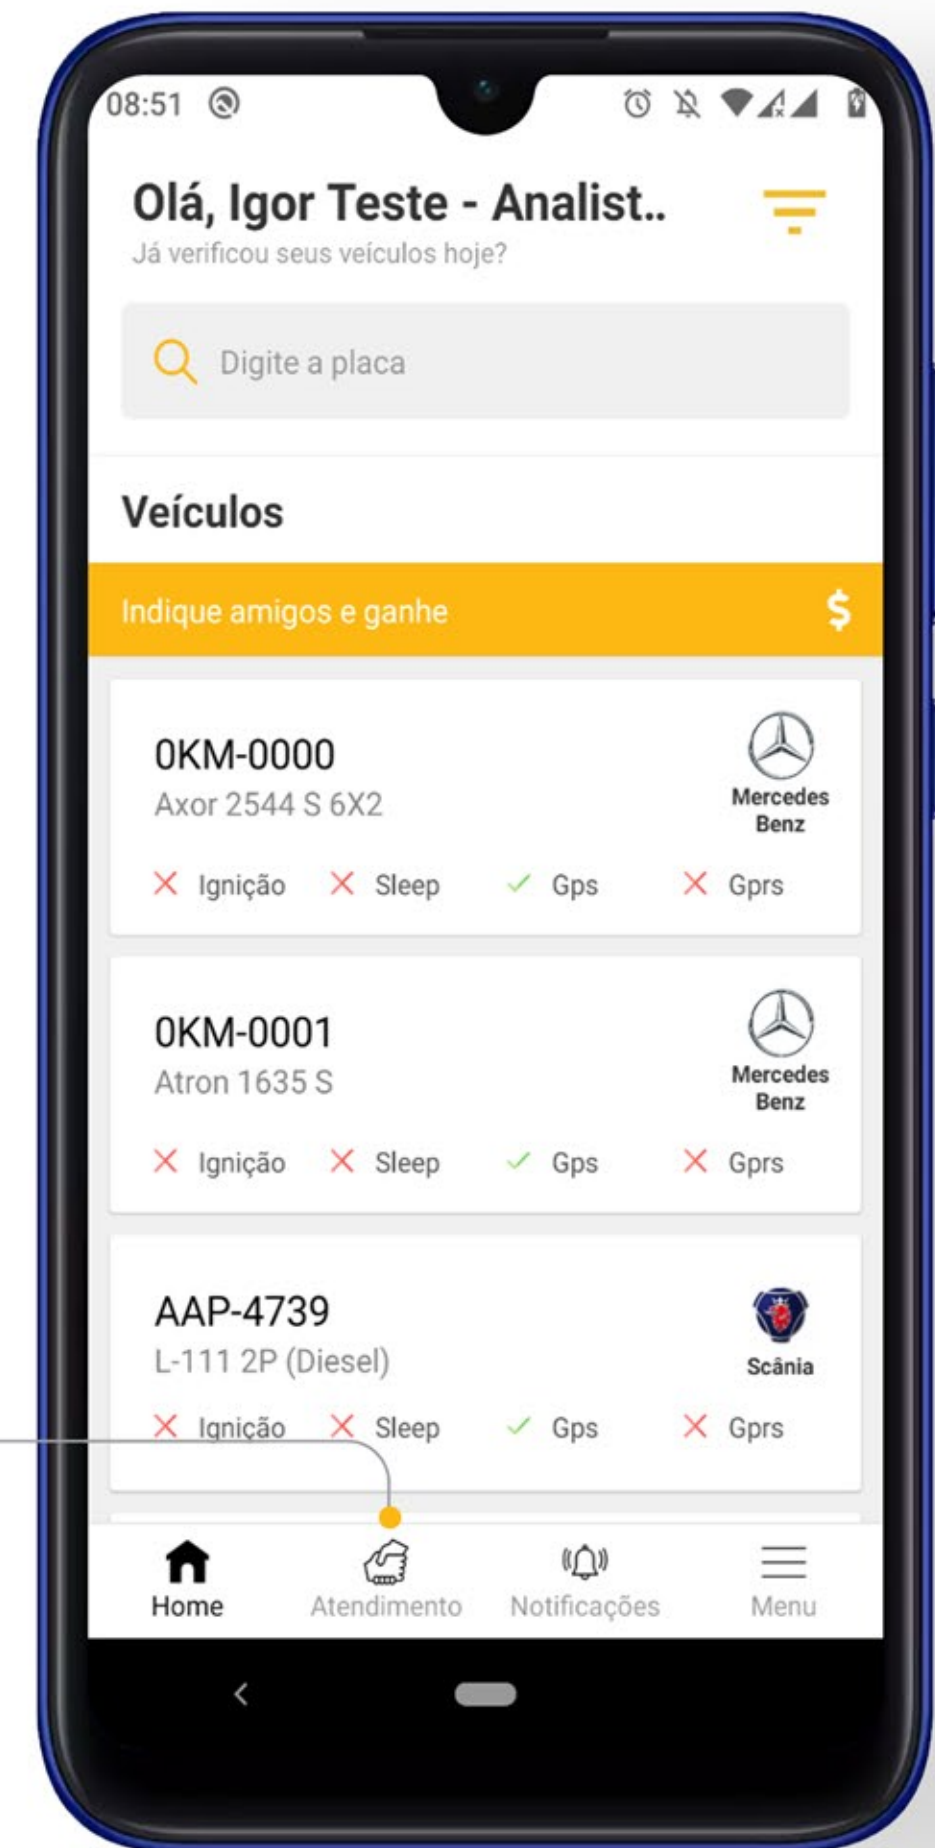 08:51
Olá, Igor Teste - Analist..
Já verificou seus veículos hoje?
Digite a placa
Veículos
Indique amigos e ganhe $
0KM-0000
Axor 2544 S 6X2
Mercedes
Benz
Ignição Sleep Gps Gprs
0KM-0001
Atron 1635 S
Mercedes
Benz
Ignição Sleep Gps Gprs
AAP-4739
L-111 2P (Diesel)
Scânia
Ignição Sleep Gps Gprs
Home Atendimento Notificações Menu